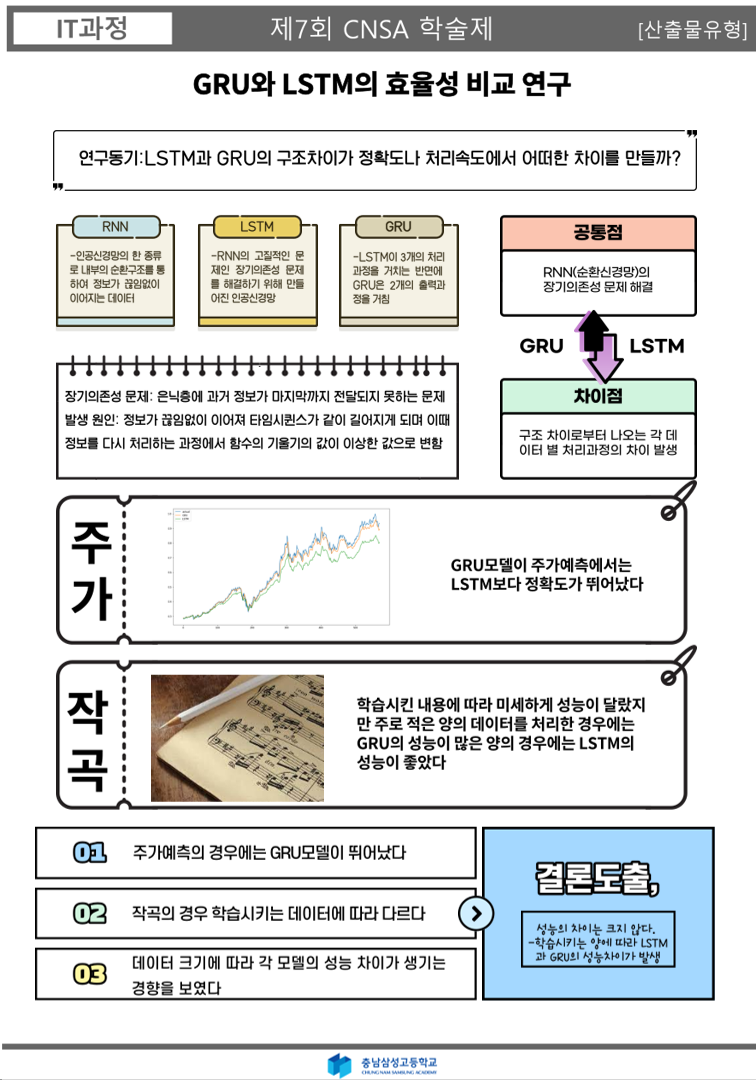 IT과정
제7회 CNSA 학술제
[산출물유형]
GRU와 LSTM의 효율성 비교 연구
연구동기:LSTM과 GRU의 구조차이가 정확도나 처리속도에서 어떠한 차이를 만들까?
RNN
-인공신경망의 한 종류
로 내부의 순환구조를 통
하여 정보가 끊임없이
이어지는 데이터
LSTM
-RNN의 고질적인 문
제인 장기의존성 문제
를 해결하기 위해 만들
어진 인공신경망
GRU
-LSTM이 3개의 처리
과정을 거치는 반면에
GRU은 2개의 출력과
정을 거침
공통점
RNN(순환신경망)의
장기의존성 문제 해결
GRU
LSTM
차이점
구조 차이로부터 나오는 각 데
이터 별 처리과정의 차이 발생
장기의존성 문제: 은닉층에 과거 정보가 마지막까지 전달되지 못하는 문제
발생 원인: 정보가 끊임없이 이어져 타임시퀀스가 같이 길어지게 되며 이때
정보를 다시 처리하는 과정에서 함수의 기울기의 값이 이상한 값으로 변함
주
가
GRU모델이 주가예측에서는
LSTM보다 정확도가 뛰어났다
작
곡
학습시킨 내용에 따라 미세하게 성능이 달랐지
만 주로 적은 양의 데이터를 처리한 경우에는
GRU의 성능이 많은 양의 경우에는 LSTM의
성능이 좋았다
01
주가예측의 경우에는 GRU모델이 뛰어났다
02
작곡의 경우 학습시키는 데이터에 따라 다르다
03
데이터 크기에 따라 각 모델의 성능 차이가 생기는
경향을 보였다
결론도출,
성능의 차이는 크지 않다.
-학습시키는 양에 따라 LSTM
과 GRU의 성능차이가 발생
충남삼성고등학교
CHUNGNAM SAMSUNG ACADEMY